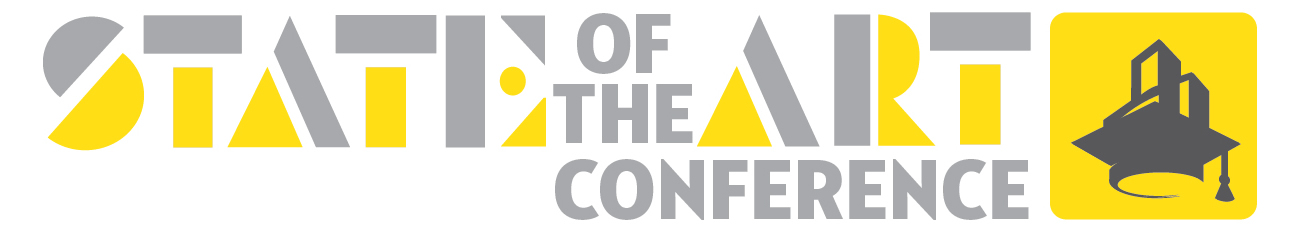 STATE OF THE ART
CONFERENCE